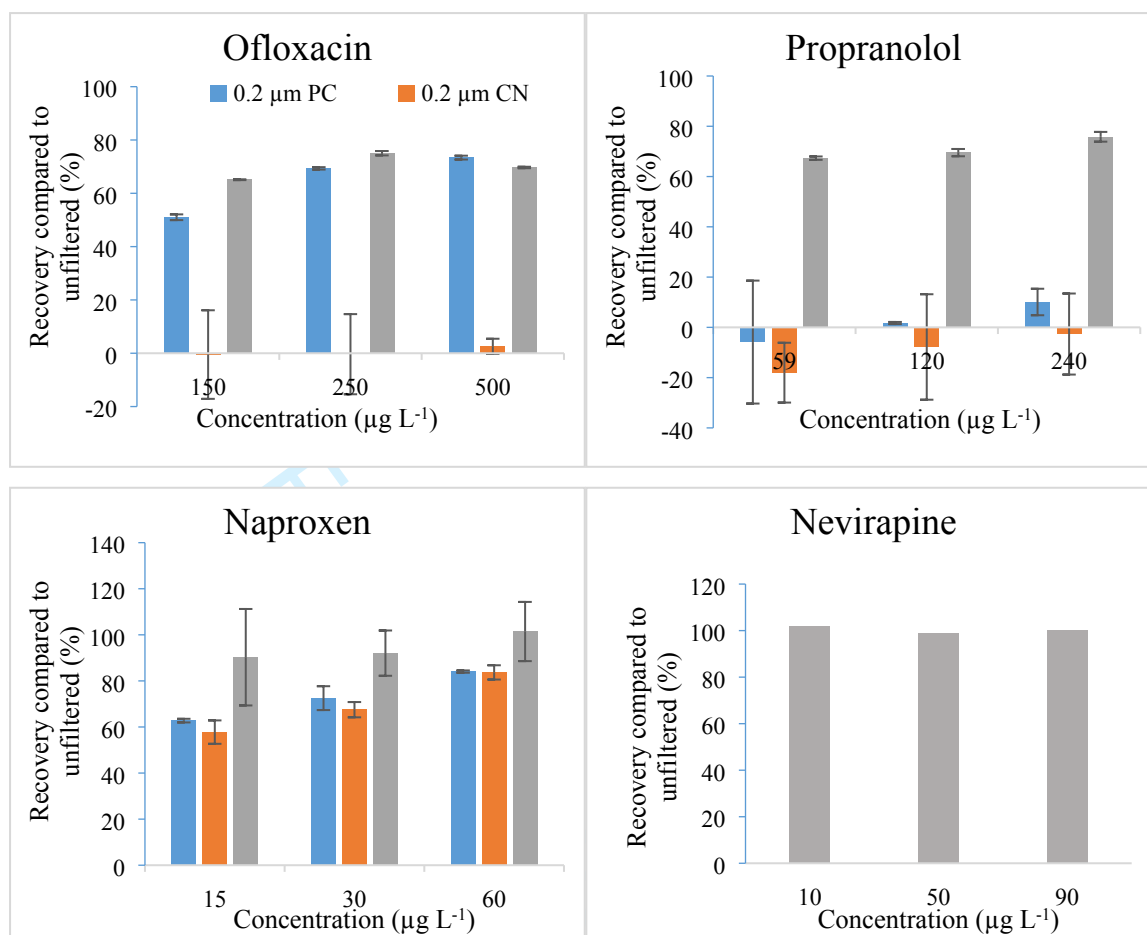 Ofloxacin
0.2 µm PC 0.2 µm CN
Recovery compared to
unfiltered (%)
100
80
60
40
20
0
-20
150 250 500
Concentration (µg L-1)
Propranolol
Recovery compared to
unfiltered (%)
100
80
60
40
20
0
-20
-40
59 120 240
Concentration (µg L-1)
Naproxen
Recovery compared to
unfiltered (%)
140
120
100
80
60
40
20
0
15 30 60
Concentration (µg L-1)
Nevirapine
Recovery compared to
unfiltered (%)
120
100
80
60
40
20
0
10 50 90
Concentration (µg L-1)